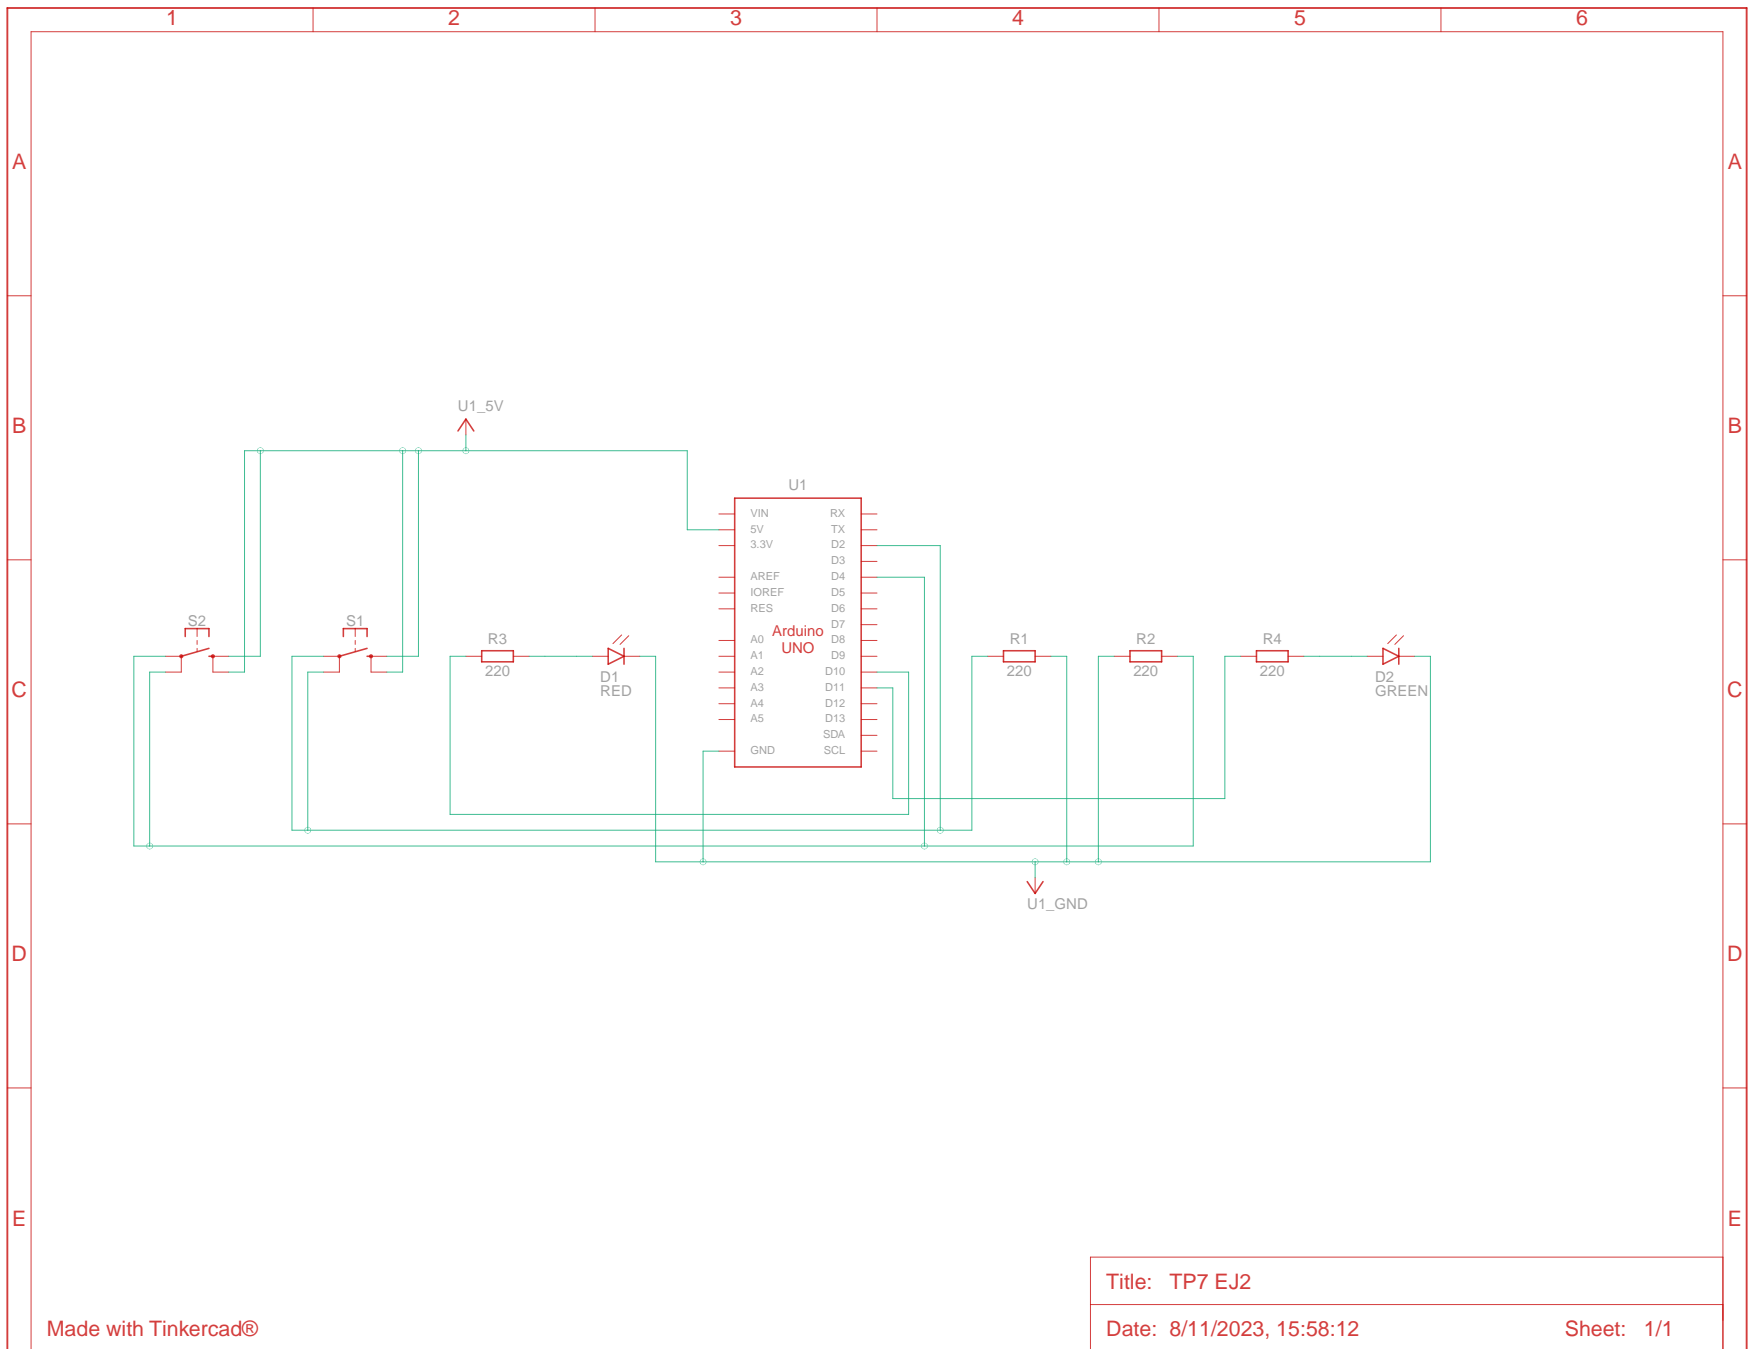 1 2 3 4 5 6
A A
B B
C C
D D
E E
U1_5V
U1
VIN RX
5V TX
3.3V D2
D3
AREF D4
IOREF D5
RES D6
D7
A0 D8
A1 D9
A2 D10
A3 D11
A4 D12
A5 D13
SDA
GND SCL
Arduino
UNO
S2
S1
R3
220
D1
RED
R1
220
R2
220
R4
220
D2
GREEN
U1_GND
Title: TP7 EJ2
Made with Tinkercad®
Date: 8/11/2023, 15:58:12 Sheet: 1/1